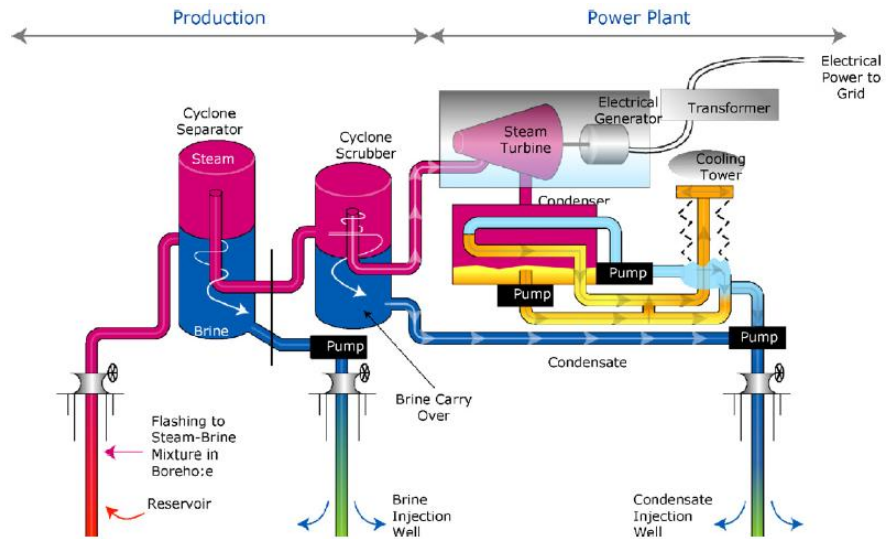 Production
Power Plant
Electrical
Power to
Grid
Transformer
Electrical
Generator
Steam
Turbine
Cooling
Tower
Cyclone
Separator
Cyclone
Scrubber
Steam
Condenser
Pump
Pump
Brine
Pump
Pump
Condensate
Brine Carry
Over
Flashing to
Steam-Brine
Mixture in
Boreho:e
Reservoir
Brine
Injection
Well
Condensate
Injection
Well